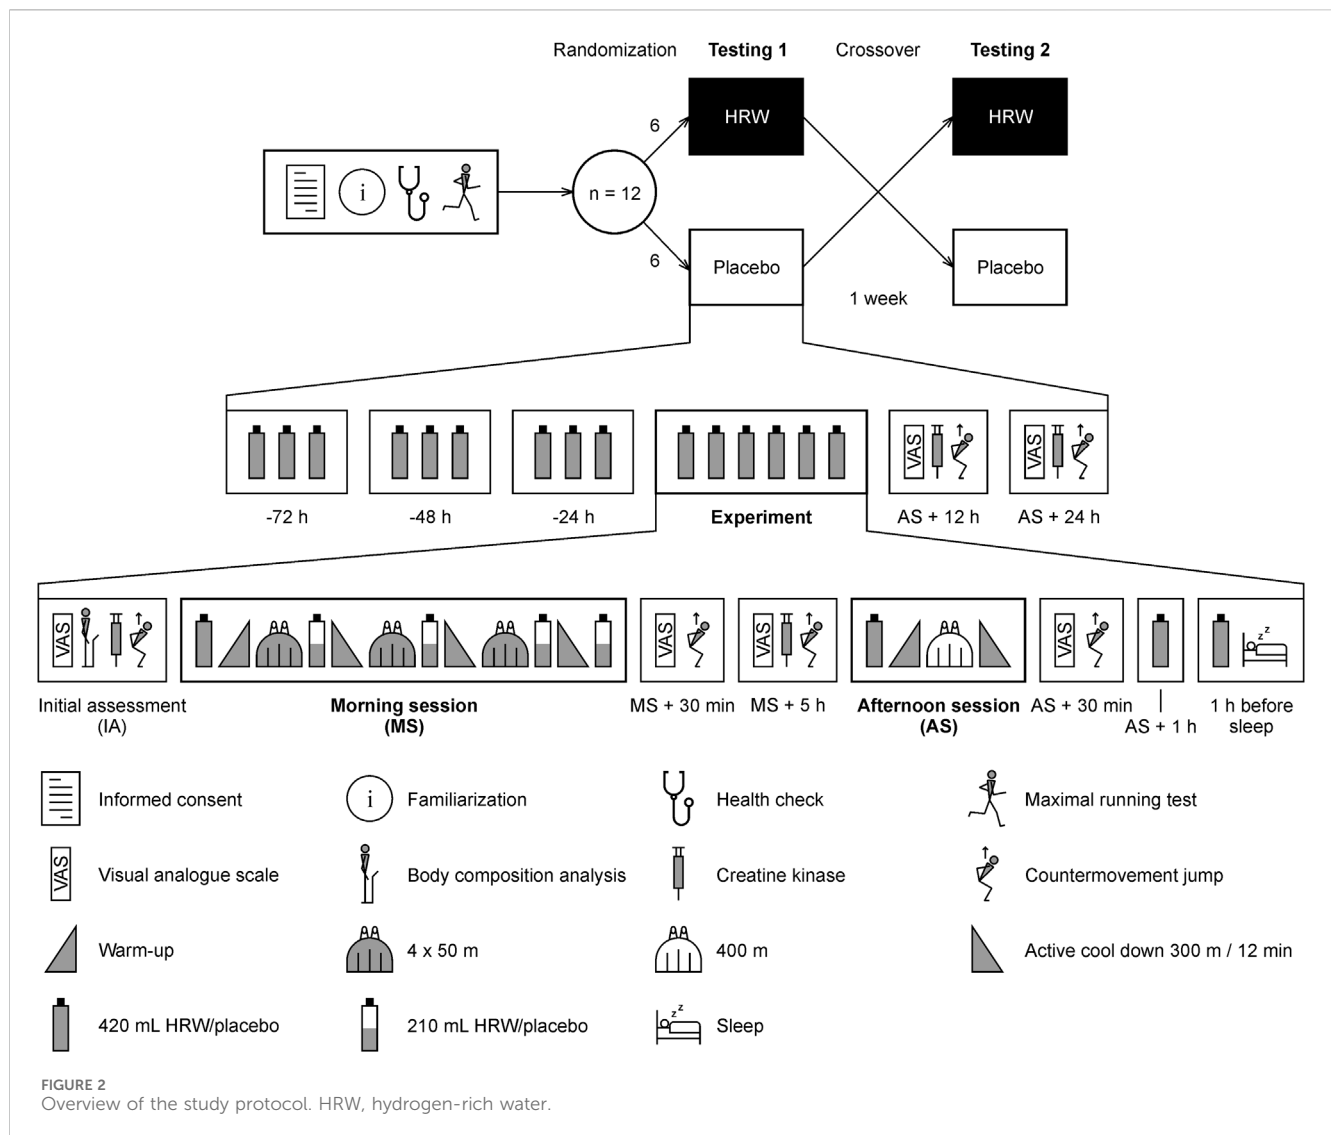 Randomization Testing 1 Crossover Testing 2
HRW HRW
6
i n = 12
6
Placebo Placebo
1 week
VAS VAS
-72 h -48 h -24 h Experiment AS + 12 h AS + 24 h
VAS VAS VAS VAS zz
Initial assessment (IA)
Morning session (MS)
MS + 30 min
MS + 5 h
Afternoon session (AS)
AS + 30 min
AS + 1 h
1 h before sleep
Informed consent i Familiarization Health check Maximal running test
VAS Visual analogue scale Body composition analysis Creatine kinase Countermovement jump
Warm-up 4 x 50 m 400 m Active cool down 300 m / 12 min
420 mL HRW/placebo 210 mL HRW/placebo zz Sleep
FIGURE 2
Overview of the study protocol. HRW, hydrogen-rich water.